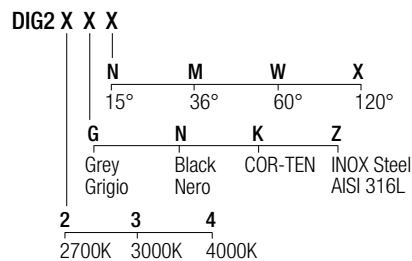 DIG2 X X X
N M W X
15° 36° 60° 120°
G N K Z
Grey Black COR-TEN INOX Steel
Grigio Nero AISI 316L
2 3 4
2700K 3000K 4000K